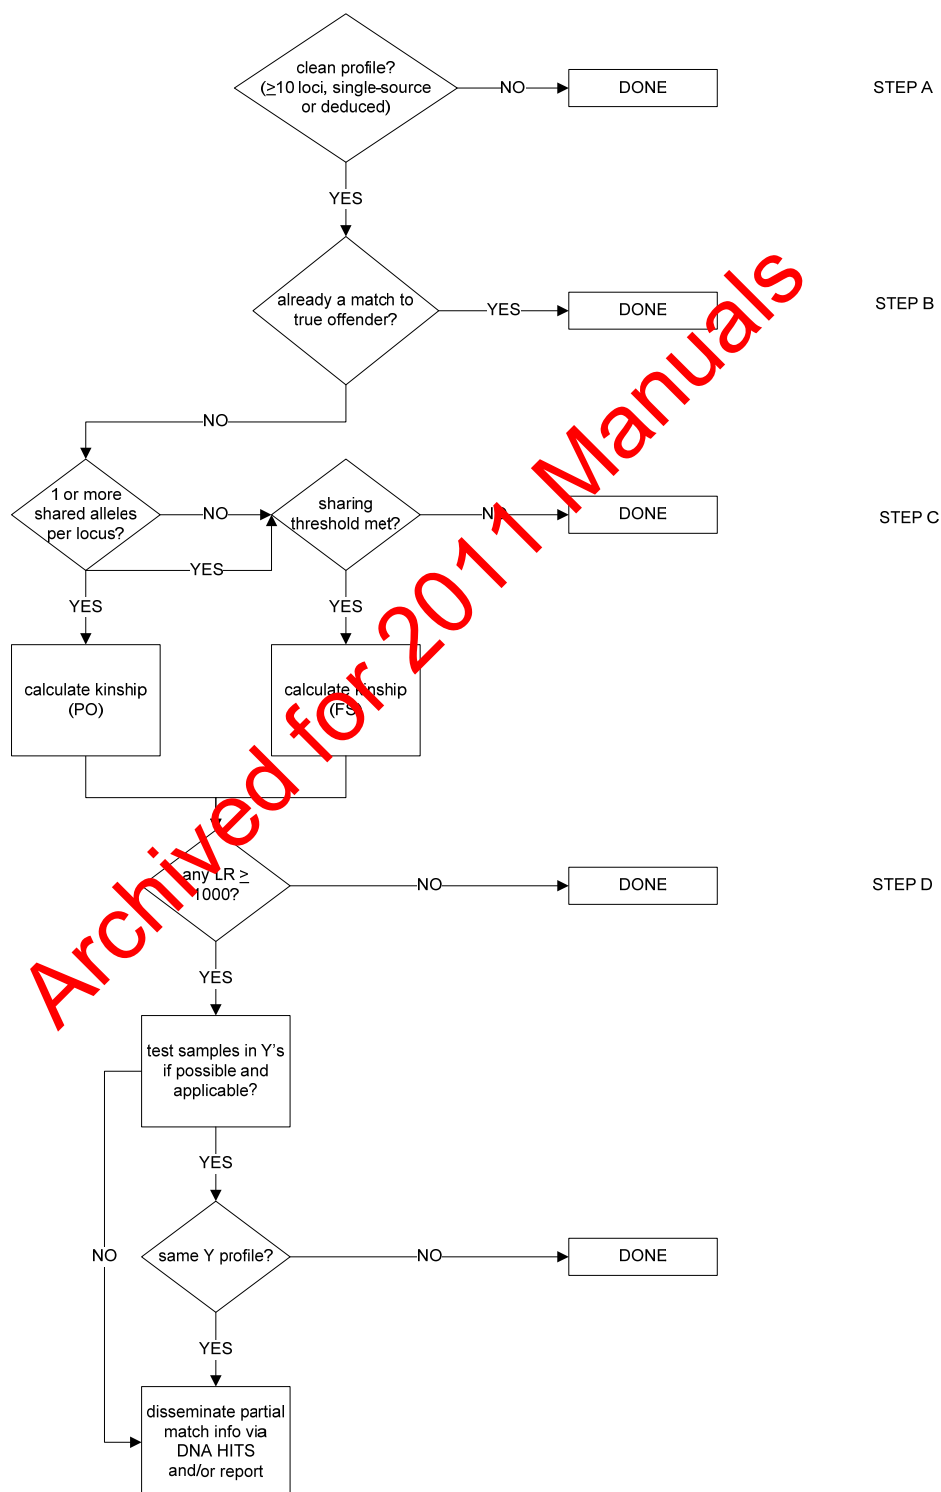 clean profile?
(≥10 loci, single-source
or deduced)
NO
DONE
STEP A
YES
already a match to
true offender?
YES
DONE
STEP B
NO
1 or more
shared alleles
per locus?
NO
sharing
threshold met?
NO
DONE
STEP C
YES
YES
YES
calculate kinship
(PO)
calculate kinship
(FS)
any LR ≥
1000?
NO
DONE
STEP D
YES
test samples in Y's
if possible and
applicable?
YES
NO
same Y profile?
NO
DONE
YES
disseminate partial
match info via
DNA HITS
and/or report
Archived for 2011 Manuals